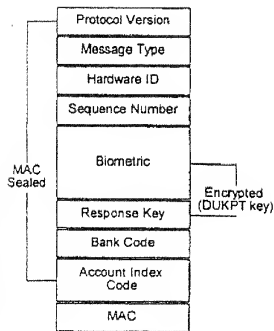 Protocol Version
Message Type
Hardware ID
Sequence Number
Biometric
MAC
Sealed
Encrypted
(DUKPT key)
Response Key
Bank Code
Account Index
Code
MAC